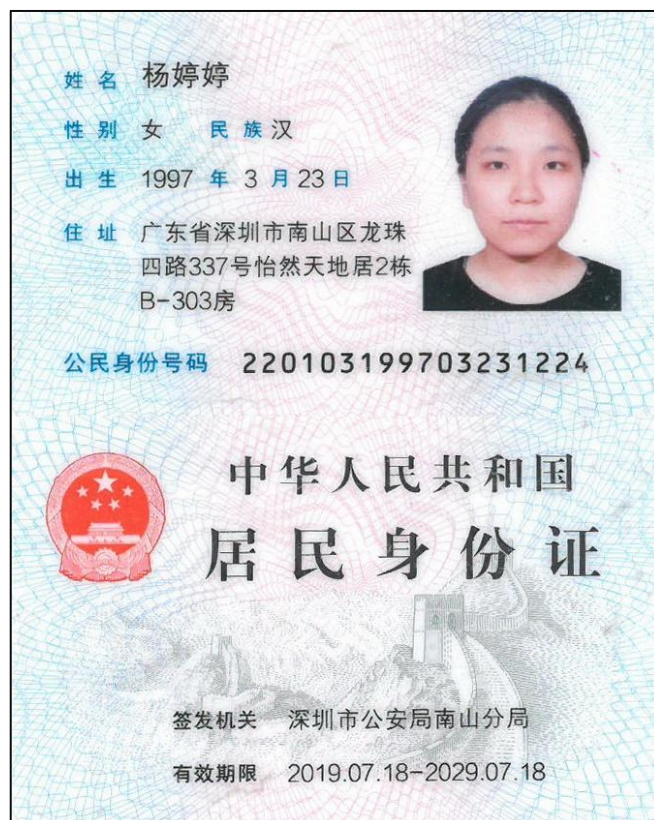 姓名 杨婷婷
性别 女 民族 汉
出生 1997 年 3 月 23 日
住址 广东省深圳市南山区龙珠
四路337号怡然天地居2栋
B-303房
公民身份号码 220103199703231224
中华人民共和国
居民身份证
签发机关 深圳市公安局南山分局
有效期限 2019.07.18-2029.07.18